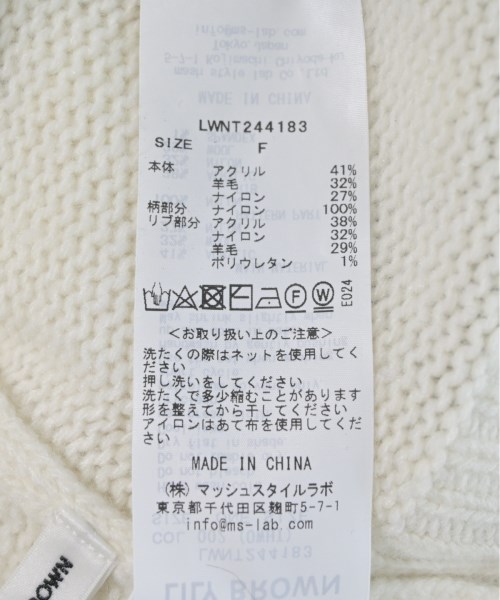 LWNT244183
SIZE F
本体 アクリル 41%
羊毛 32%
ナイロン 27%
柄部分 ナイロン 100%
リブ部分 アクリル 38%
ナイロン 32%
羊毛 29%
ポリウレタン 1%
F W E024
<お取り扱い上のご注意>
洗たくの際はネットを使用してく
ださい
押し洗いをしてください
洗たくで多少縮むことがあります
形を整えてから干してください
アイロンはあて布を使用してくだ
さい
MADE IN CHINA
(株) マッシュスタイルラボ
東京都千代田区麹町5-7-1
info@ms-lab.com
LWNT244183
LILY BROWN
BROWN